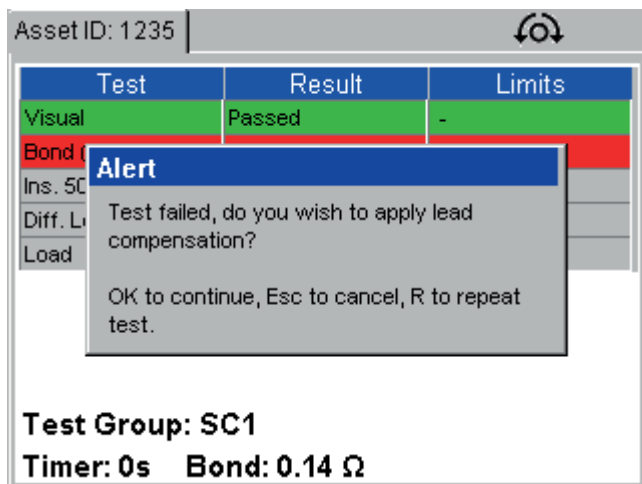 Asset ID: 1235
Test Result Limits
Visual Passed -
Bond (
Ins. 50
Diff. L
Load
Alert
Test failed, do you wish to apply lead
compensation?
OK to continue, Esc to cancel, R to repeat
test.
Test Group: SC1
Timer: 0s Bond: 0.14 Ω